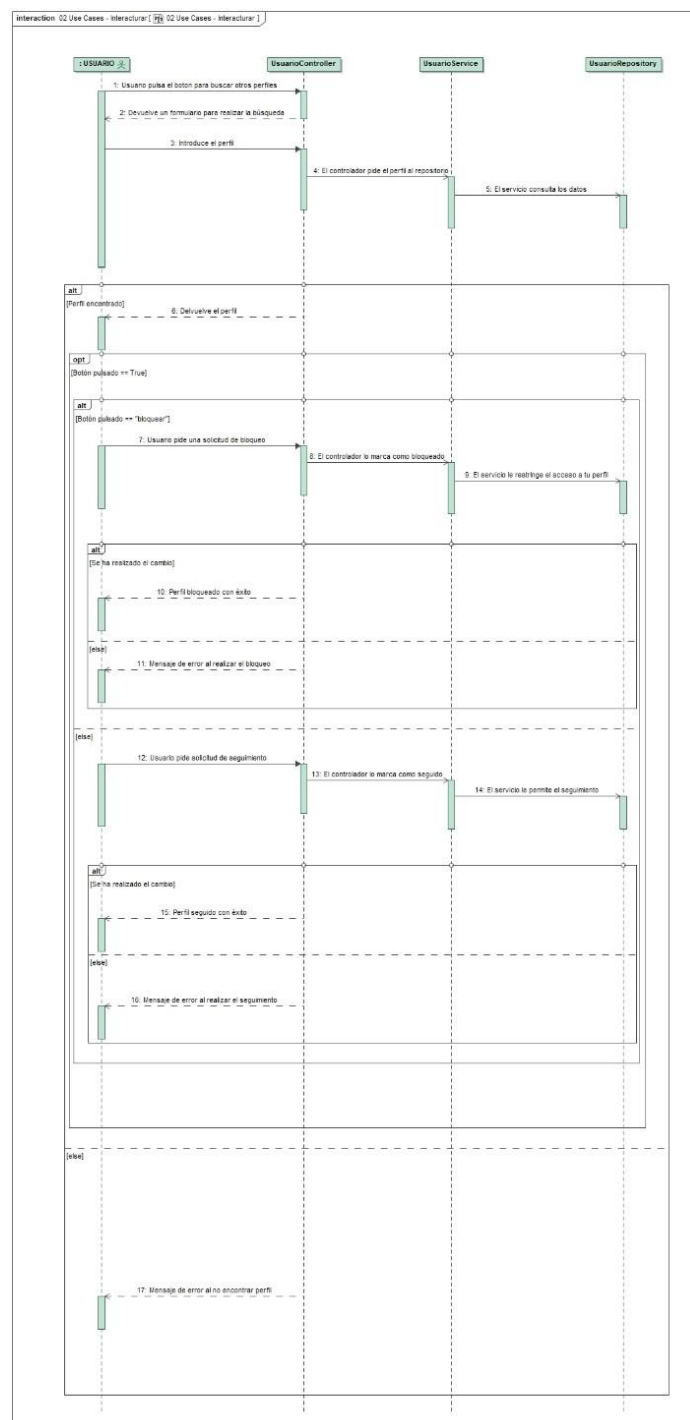 interaction 02 Use Cases - Interacturar [ 02 Use Cases - Interacturar ]
: USUARIO
UsuarioController
UsuarioService
UsuarioRepository
1: Usuario pulsa el botón para buscar otros perfiles
2: Devuelve un formulario para realizar la búsqueda
3: Introduce el perfil
4: El controlador pide el perfil al repositorio
5: El servicio consulta los datos
alt
[Perfil encontrado]
6: Delvuelve el perfil
opt
[Botón pulsado == True]
alt
[Botón pulsado == "bloquear"]
7: Usuario pide una solicitud de bloqueo
8: El controlador lo marca como bloqueado
9: El servicio le restringe el acceso a tu perfil
alt
[Se ha realizado el cambio]
10: Perfil bloqueado con éxito
[else]
11: Mensaje de error al realizar el bloqueo
[else]
12: Usuario pide solicitud de seguimiento
13: El controlador lo marca como seguido
14: El servicio le permite el seguimiento
alt
[Se ha realizado el cambio]
15: Perfil seguido con éxito
[else]
16: Mensaje de error al realizar el seguimiento
[else]
17: Mensaje de error al no encontrar perfil